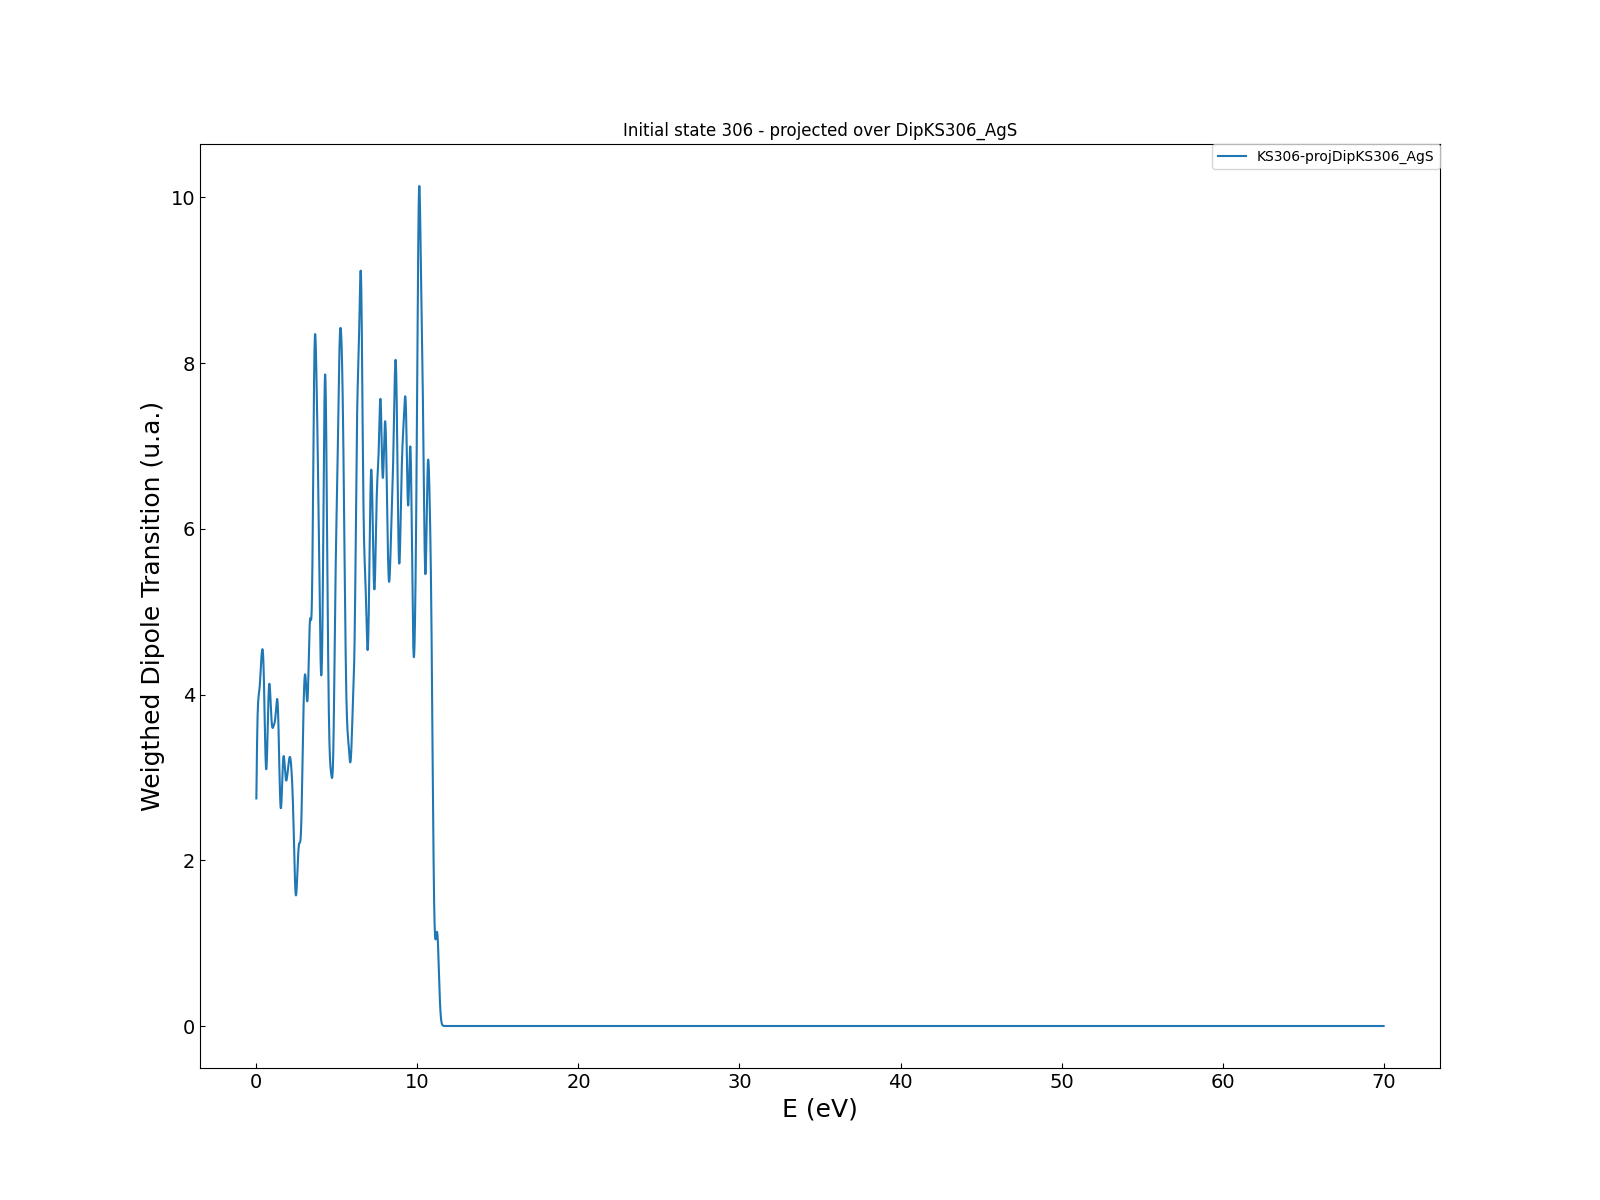 Initial state 306 - projected over DipKS306_AgS
KS306-projDipKS306_AgS
Weigthed Dipole Transition (u.a.)
10
8
6
4
2
0
0 10 20 30 40 50 60 70
E (eV)